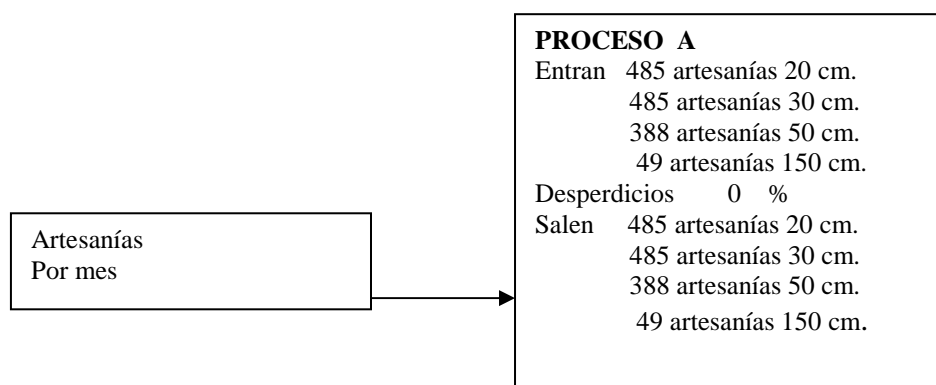 Artesanías
Por mes
PROCESO A
Entran 485 artesanías 20 cm.
485 artesanías 30 cm.
388 artesanías 50 cm.
49 artesanías 150 cm.
Desperdicios 0 %
Salen 485 artesanías 20 cm.
485 artesanías 30 cm.
388 artesanías 50 cm.
49 artesanías 150 cm.